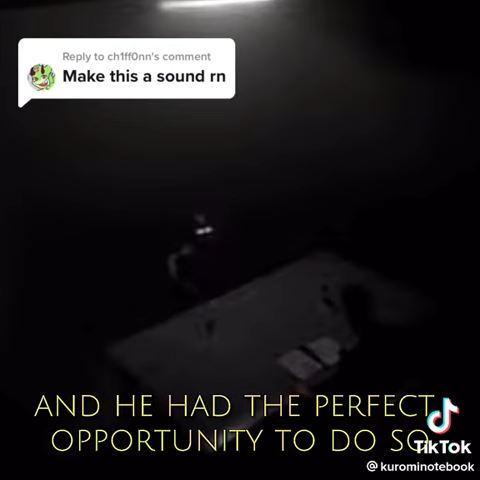 Reply to ch1ff0nn's comment
Make this a sound rn
AND HE HAD THE PERFECT
OPPORTUNITY TO DO SO
TikTok
@ kurominotebook